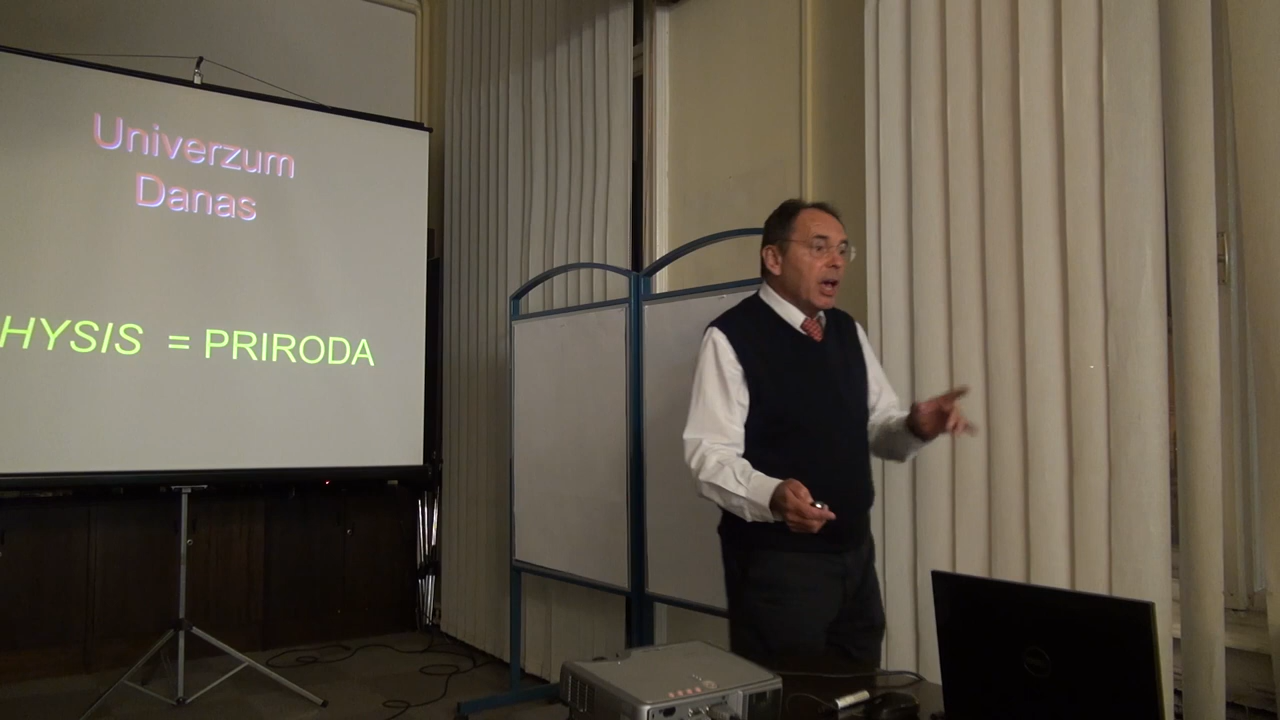 Univerzum
Danas
HYSIS = PRIRODA